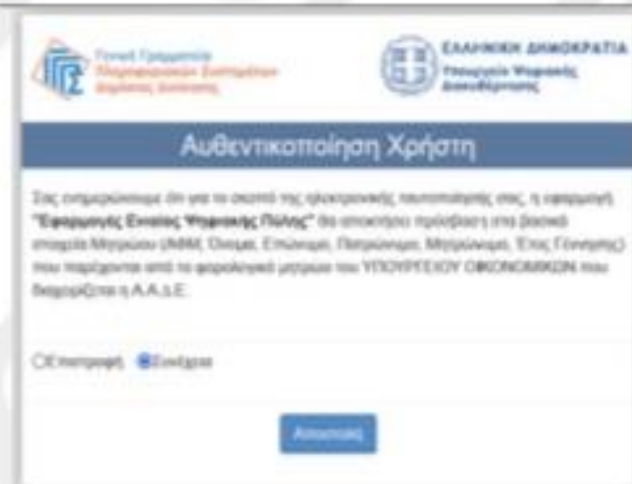 Γενική Γραμματεία
Πληροφοριακών Συστημάτων
Δημόσιας Διοίκησης
ΕΛΛΗΝΙΚΗ ΔΗΜΟΚΡΑΤΙΑ
Υπουργείο Ψηφιακής
Διακυβέρνησης
Αυθεντικοποίηση Χρήστη
Σας ενημερώνουμε ότι για το σκοπό της ηλεκτρονικής ταυτοποίησής σας, η εφαρμογή
"Εφαρμογές Ενιαίας Ψηφιακής Πύλης" θα αποκτήσει πρόσβαση στα βασικά
στοιχεία Μητρώου (ΑΦΜ, Όνομα, Επώνυμο, Πατρώνυμο, Μητρώνυμο, Έτος Γέννησης)
που παρέχονται από το φορολογικό μητρώο του ΥΠΟΥΡΓΕΙΟΥ ΟΙΚΟΝΟΜΙΚΩΝ που
διαχειρίζεται η Α.Α.Δ.Ε.
Επιστροφή Συνέχεια
Αποστολή